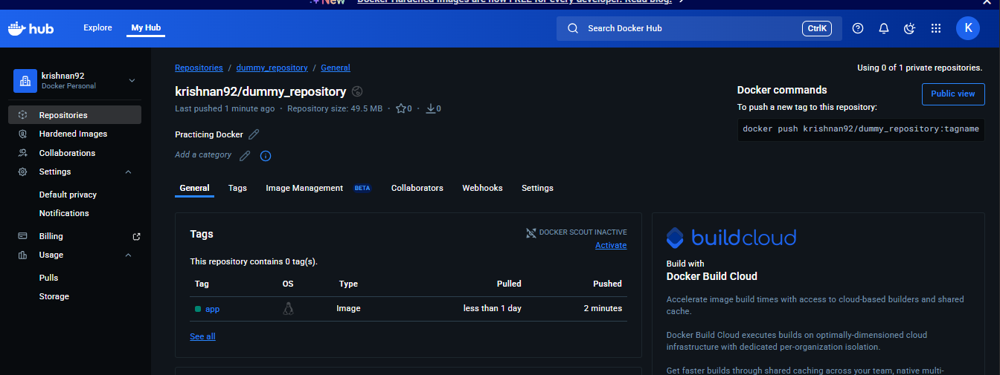 New Docker Hardened Images are now FREE for every developer. Read blog.
hub Explore My Hub Search Docker Hub CtrlK K
krishnan92
Docker Personal
Repositories
Hardened Images
Collaborations
Settings
Default privacy
Notifications
Billing
Usage
Pulls
Storage
Repositories / dummy_repository / General
Using 0 of 1 private repositories.
krishnan92/dummy_repository
Last pushed 1 minute ago · Repository size: 49.5 MB · 0 · 0
Practicing Docker
Add a category
Docker commands
Public view
To push a new tag to this repository:
docker push krishnan92/dummy_repository:tagname
General Tags Image Management BETA Collaborators Webhooks Settings
Tags
DOCKER SCOUT INACTIVE
Activate
This repository contains 0 tag(s).
Tag OS Type Pulled Pushed
app Image less than 1 day 2 minutes
See all
buildcloud
Build with
Docker Build Cloud
Accelerate image build times with access to cloud-based builders and shared
cache.
Docker Build Cloud executes builds on optimally-dimensioned cloud
infrastructure with dedicated per-organization isolation.
Get faster builds through shared caching across your team, native multi-